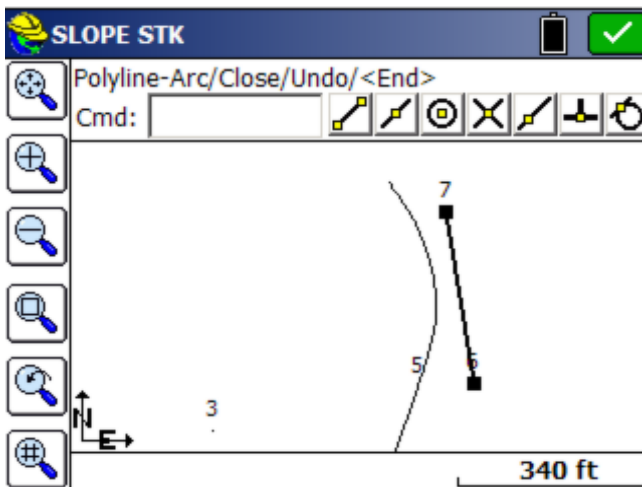 SLOPE STK
Polyline-Arc/Close/Undo/<End>
Cmd:
7
5
6
3
N
E
340 ft